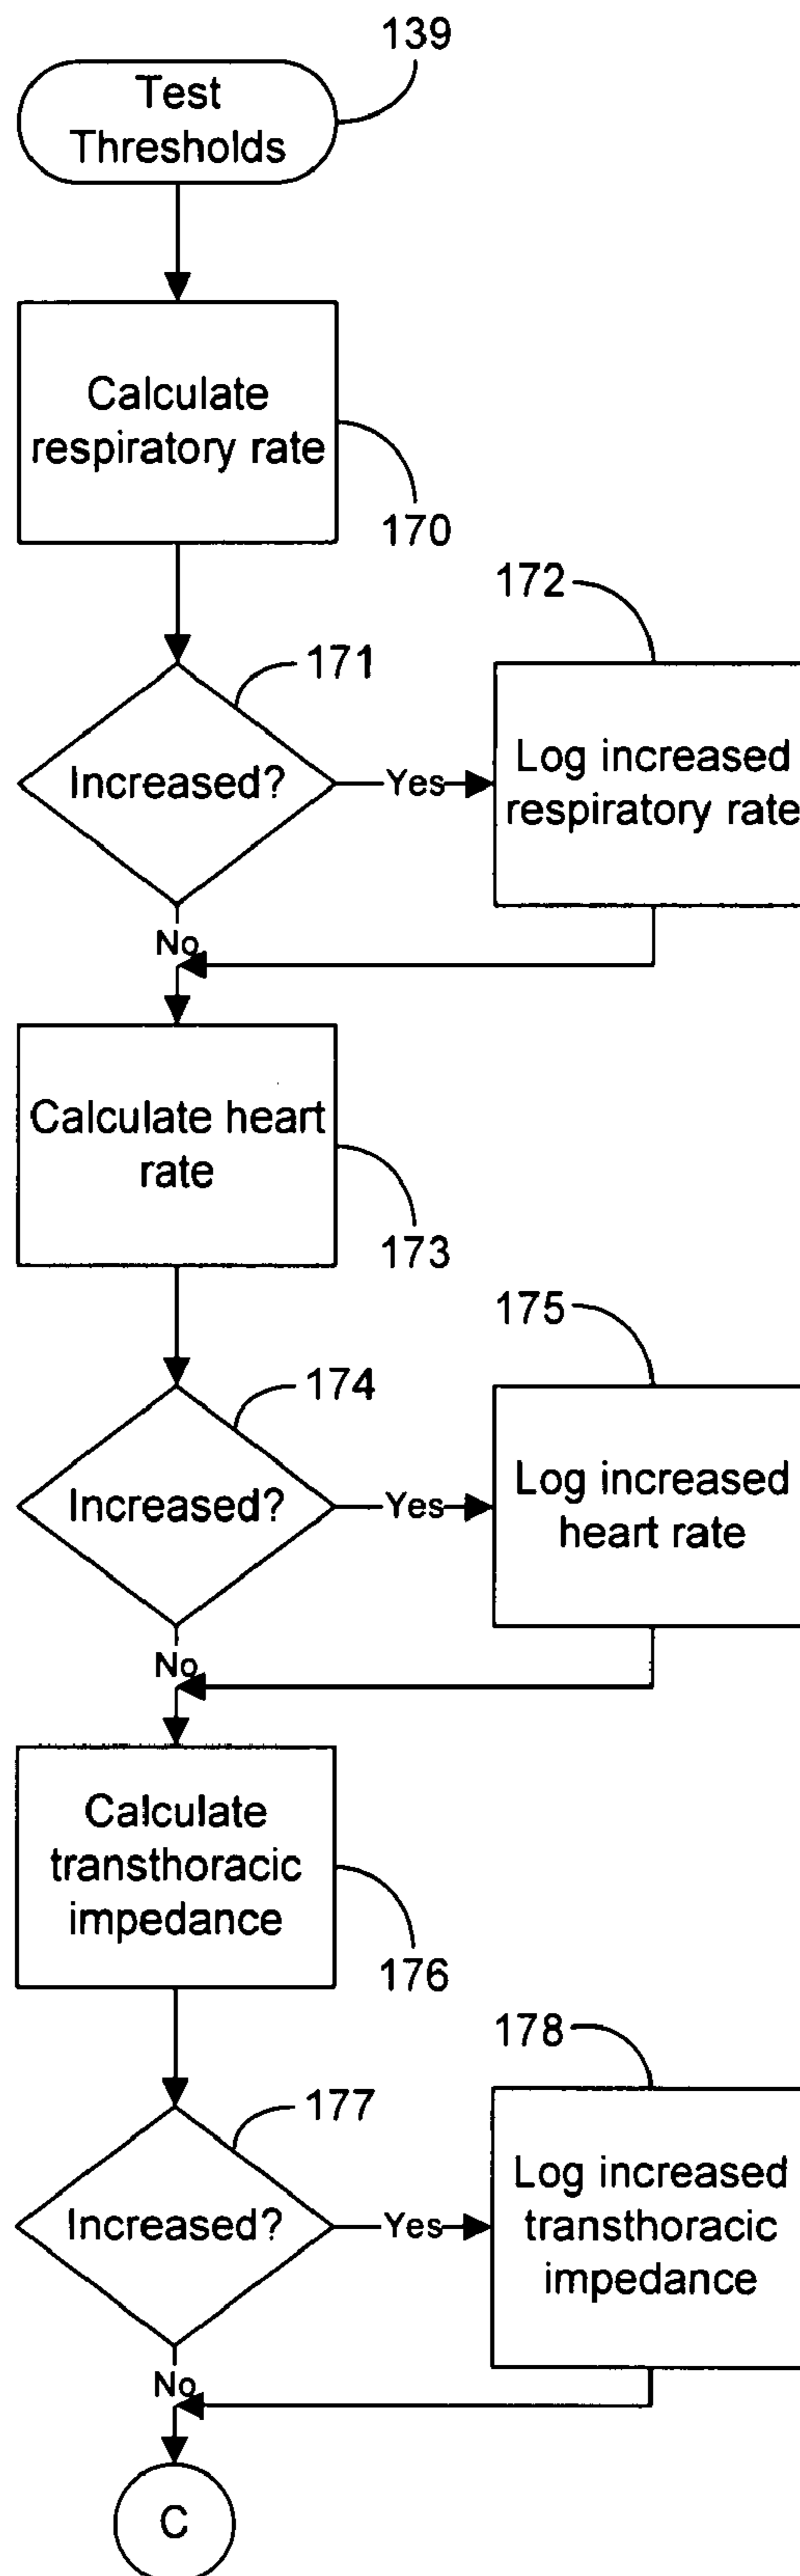 139
Test
Thresholds
Calculate
respiratory rate
170
172
171
Increased?
Yes
Log increased
respiratory rate
No
Calculate heart
rate
173
175
174
Increased?
Yes
Log increased
heart rate
No
Calculate
transthoracic
impedance
176
178
177
Increased?
Yes
Log increased
transthoracic
impedance
No
C